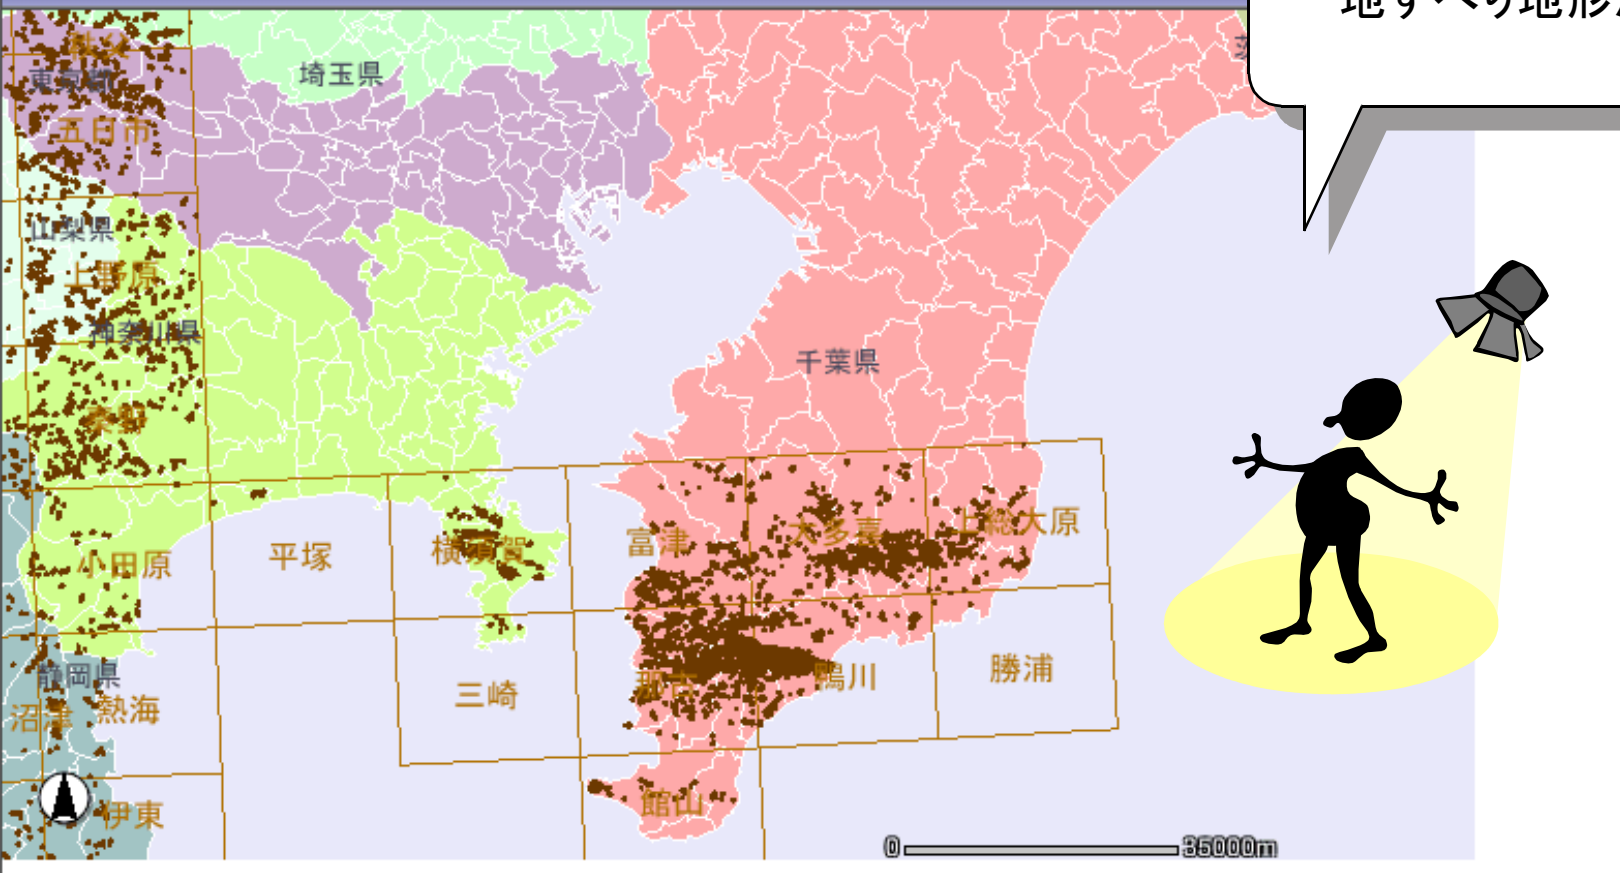 地すべり地形
埼玉県
東京都
五日市
山梨県
上野原
神奈川県
千葉県
秦野
小田原
平塚
横須賀
富津
大多喜
上総大原
静岡県
沼津
熱海
三崎
那古
鴨川
勝浦
伊東
館山
0
35000m